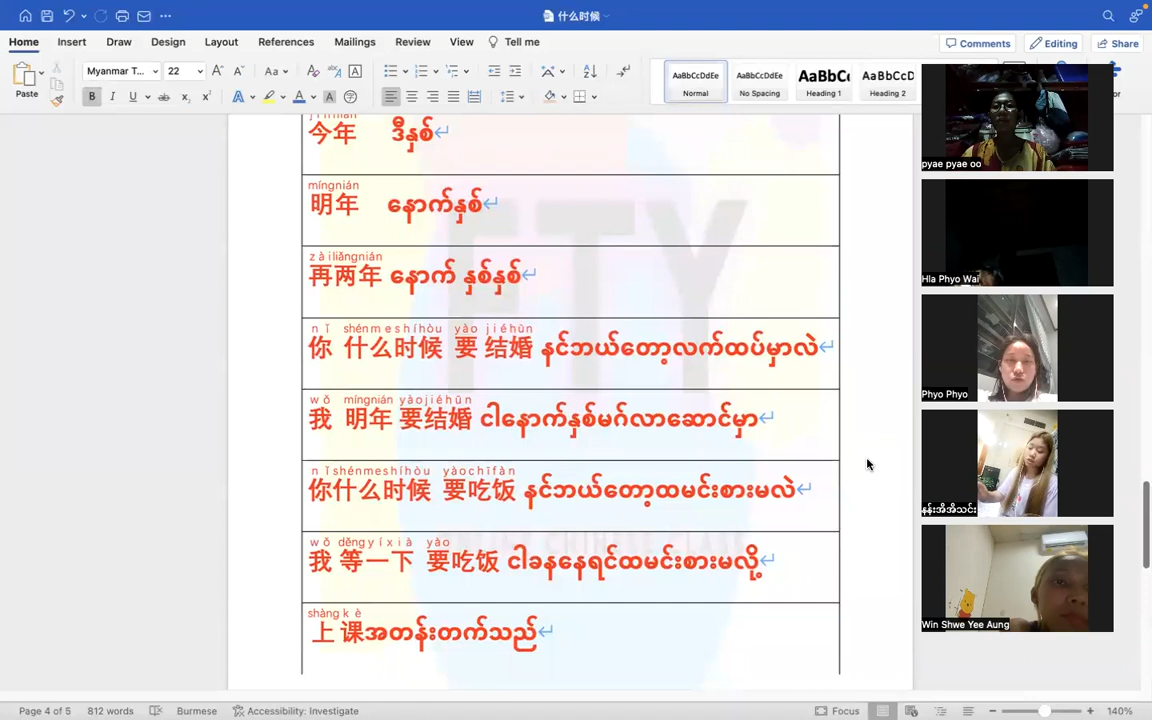 什么时候
Home Insert Draw Design Layout References Mailings Review View Tell me
Comments Editing Share
Paste
Myanmar T... 22
AaBbCcDdEe AaBbCcDdEe AaBbC AaBbCcD
Normal No Spacing Heading 1 Heading 2
今年 ဒီနှစ်
míngnián
明年 နောက်နှစ်
zàiliǎngnián
再两年 နောက် နှစ်နှစ်
nǐ shénmeshíhòu yào jiéhūn
你 什么时候 要 结婚 နင်ဘယ်တော့လက်ထပ်မှာလဲ
wǒ míngnián yàojiéhūn
我 明年 要结婚 ငါနောက်နှစ်မင်္ဂလာဆောင်မှာ
nǐshénmeshíhòu yàochīfàn
你什么时候 要吃饭 နင်ဘယ်တော့ထမင်းစားမလဲ
wǒ děngyíxià yào
我 等一下 要吃饭 ငါခနနေရင်ထမင်းစားမလို့
shàng kè
上课အတန်းတက်သည်
FTY
pyae pyae oo
Hla Phyo Wai
Phyo Phyo
နန်းအိအိသင်း
Win Shwe Yee Aung
Page 4 of 5 812 words Burmese Accessibility: Investigate Focus 140%